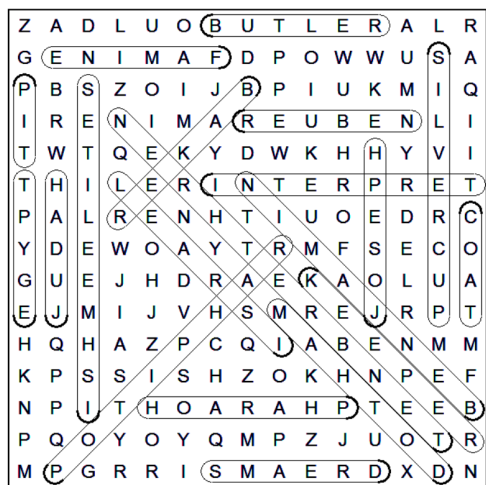 Z A D L U O B U T L E R A L R
G E N I M A F D P O W W U S A
P B S Z O I J B P I U K M I Q
I R E N I M A R E U B E N L I
T W T Q E K Y D W K H H Y V I
T H I L E R I N T E R P R E T
P A L R E N H T I U O E D R C
Y D E W O A Y T R M F S E C O
G U E J H D R A E K A O L U A
E J M I J V H S M R E J R P T
H Q H A Z P C Q I A B E N M M
K P S S I S H Z O K H N P E F
N P I T H O A R A H P T E E B
P Q O Y O Y Q M P Z J U O T R
M P G R R I S M A E R D X D N